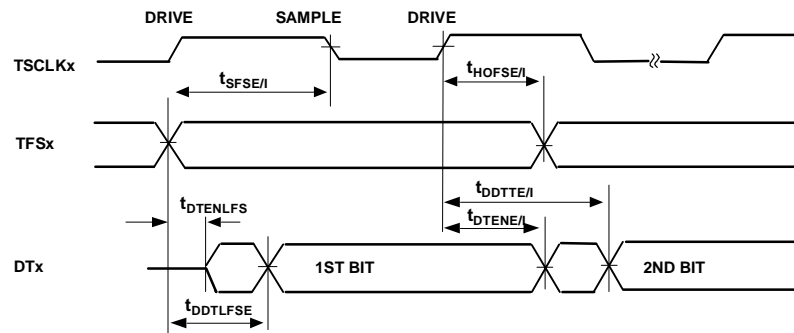 DRIVE SAMPLE DRIVE
TSCLKx
tSFSE/I
tHOFSE/I
TFSx
tDDTTE/I
tDTENLFS
tDTENE/I
DTx
1ST BIT
2ND BIT
tDDTLFSE